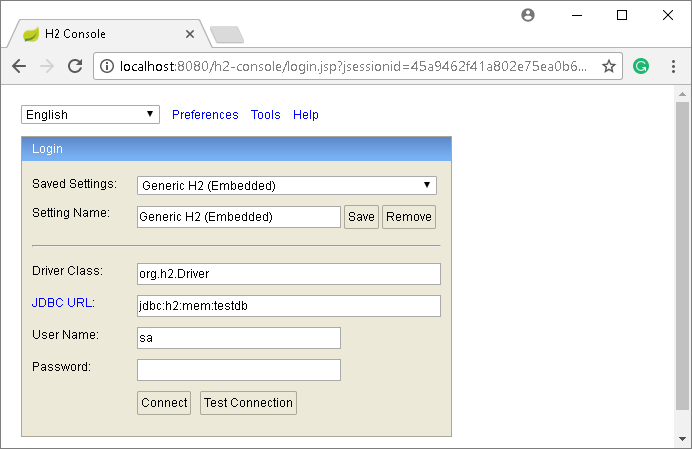 H2 Console
localhost:8080/h2-console/login.jsp?jsessionid=45a9462f41a802e75ea0b6...
English Preferences Tools Help
Login
Saved Settings: Generic H2 (Embedded)
Setting Name: Generic H2 (Embedded) Save Remove
Driver Class: org.h2.Driver
JDBC URL: jdbc:h2:mem:testdb
User Name: sa
Password:
Connect Test Connection